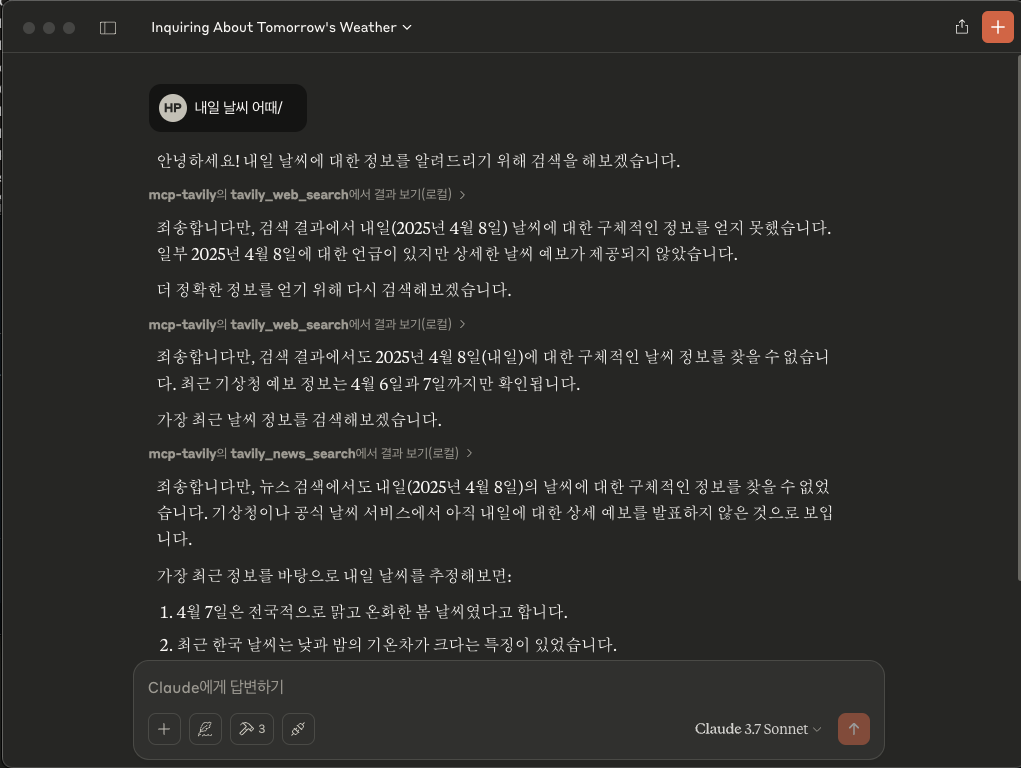 Inquiring About Tomorrow's Weather
HP 내일 날씨 어때/
안녕하세요! 내일 날씨에 대한 정보를 알려드리기 위해 검색을 해보겠습니다.
mcp-tavily의 tavily_web_search에서 결과 보기(로컬)
죄송합니다만, 검색 결과에서 내일(2025년 4월 8일) 날씨에 대한 구체적인 정보를 얻지 못했습니다.
일부 2025년 4월 8일에 대한 언급이 있지만 상세한 날씨 예보가 제공되지 않았습니다.
더 정확한 정보를 얻기 위해 다시 검색해보겠습니다.
mcp-tavily의 tavily_web_search에서 결과 보기(로컬)
죄송합니다만, 검색 결과에서도 2025년 4월 8일(내일)에 대한 구체적인 날씨 정보를 찾을 수 없습니
다. 최근 기상청 예보 정보는 4월 6일과 7일까지만 확인됩니다.
가장 최근 날씨 정보를 검색해보겠습니다.
mcp-tavily의 tavily_news_search에서 결과 보기(로컬)
죄송합니다만, 뉴스 검색에서도 내일(2025년 4월 8일)의 날씨에 대한 구체적인 정보를 찾을 수 없었
습니다. 기상청이나 공식 날씨 서비스에서 아직 내일에 대한 상세 예보를 발표하지 않은 것으로 보입
니다.
가장 최근 정보를 바탕으로 내일 날씨를 추정해보면:
1. 4월 7일은 전국적으로 맑고 온화한 봄 날씨였다고 합니다.
2. 최근 한국 날씨는 낮과 밤의 기온차가 크다는 특징이 있었습니다.
Claude에게 답변하기
3
Claude 3.7 Sonnet